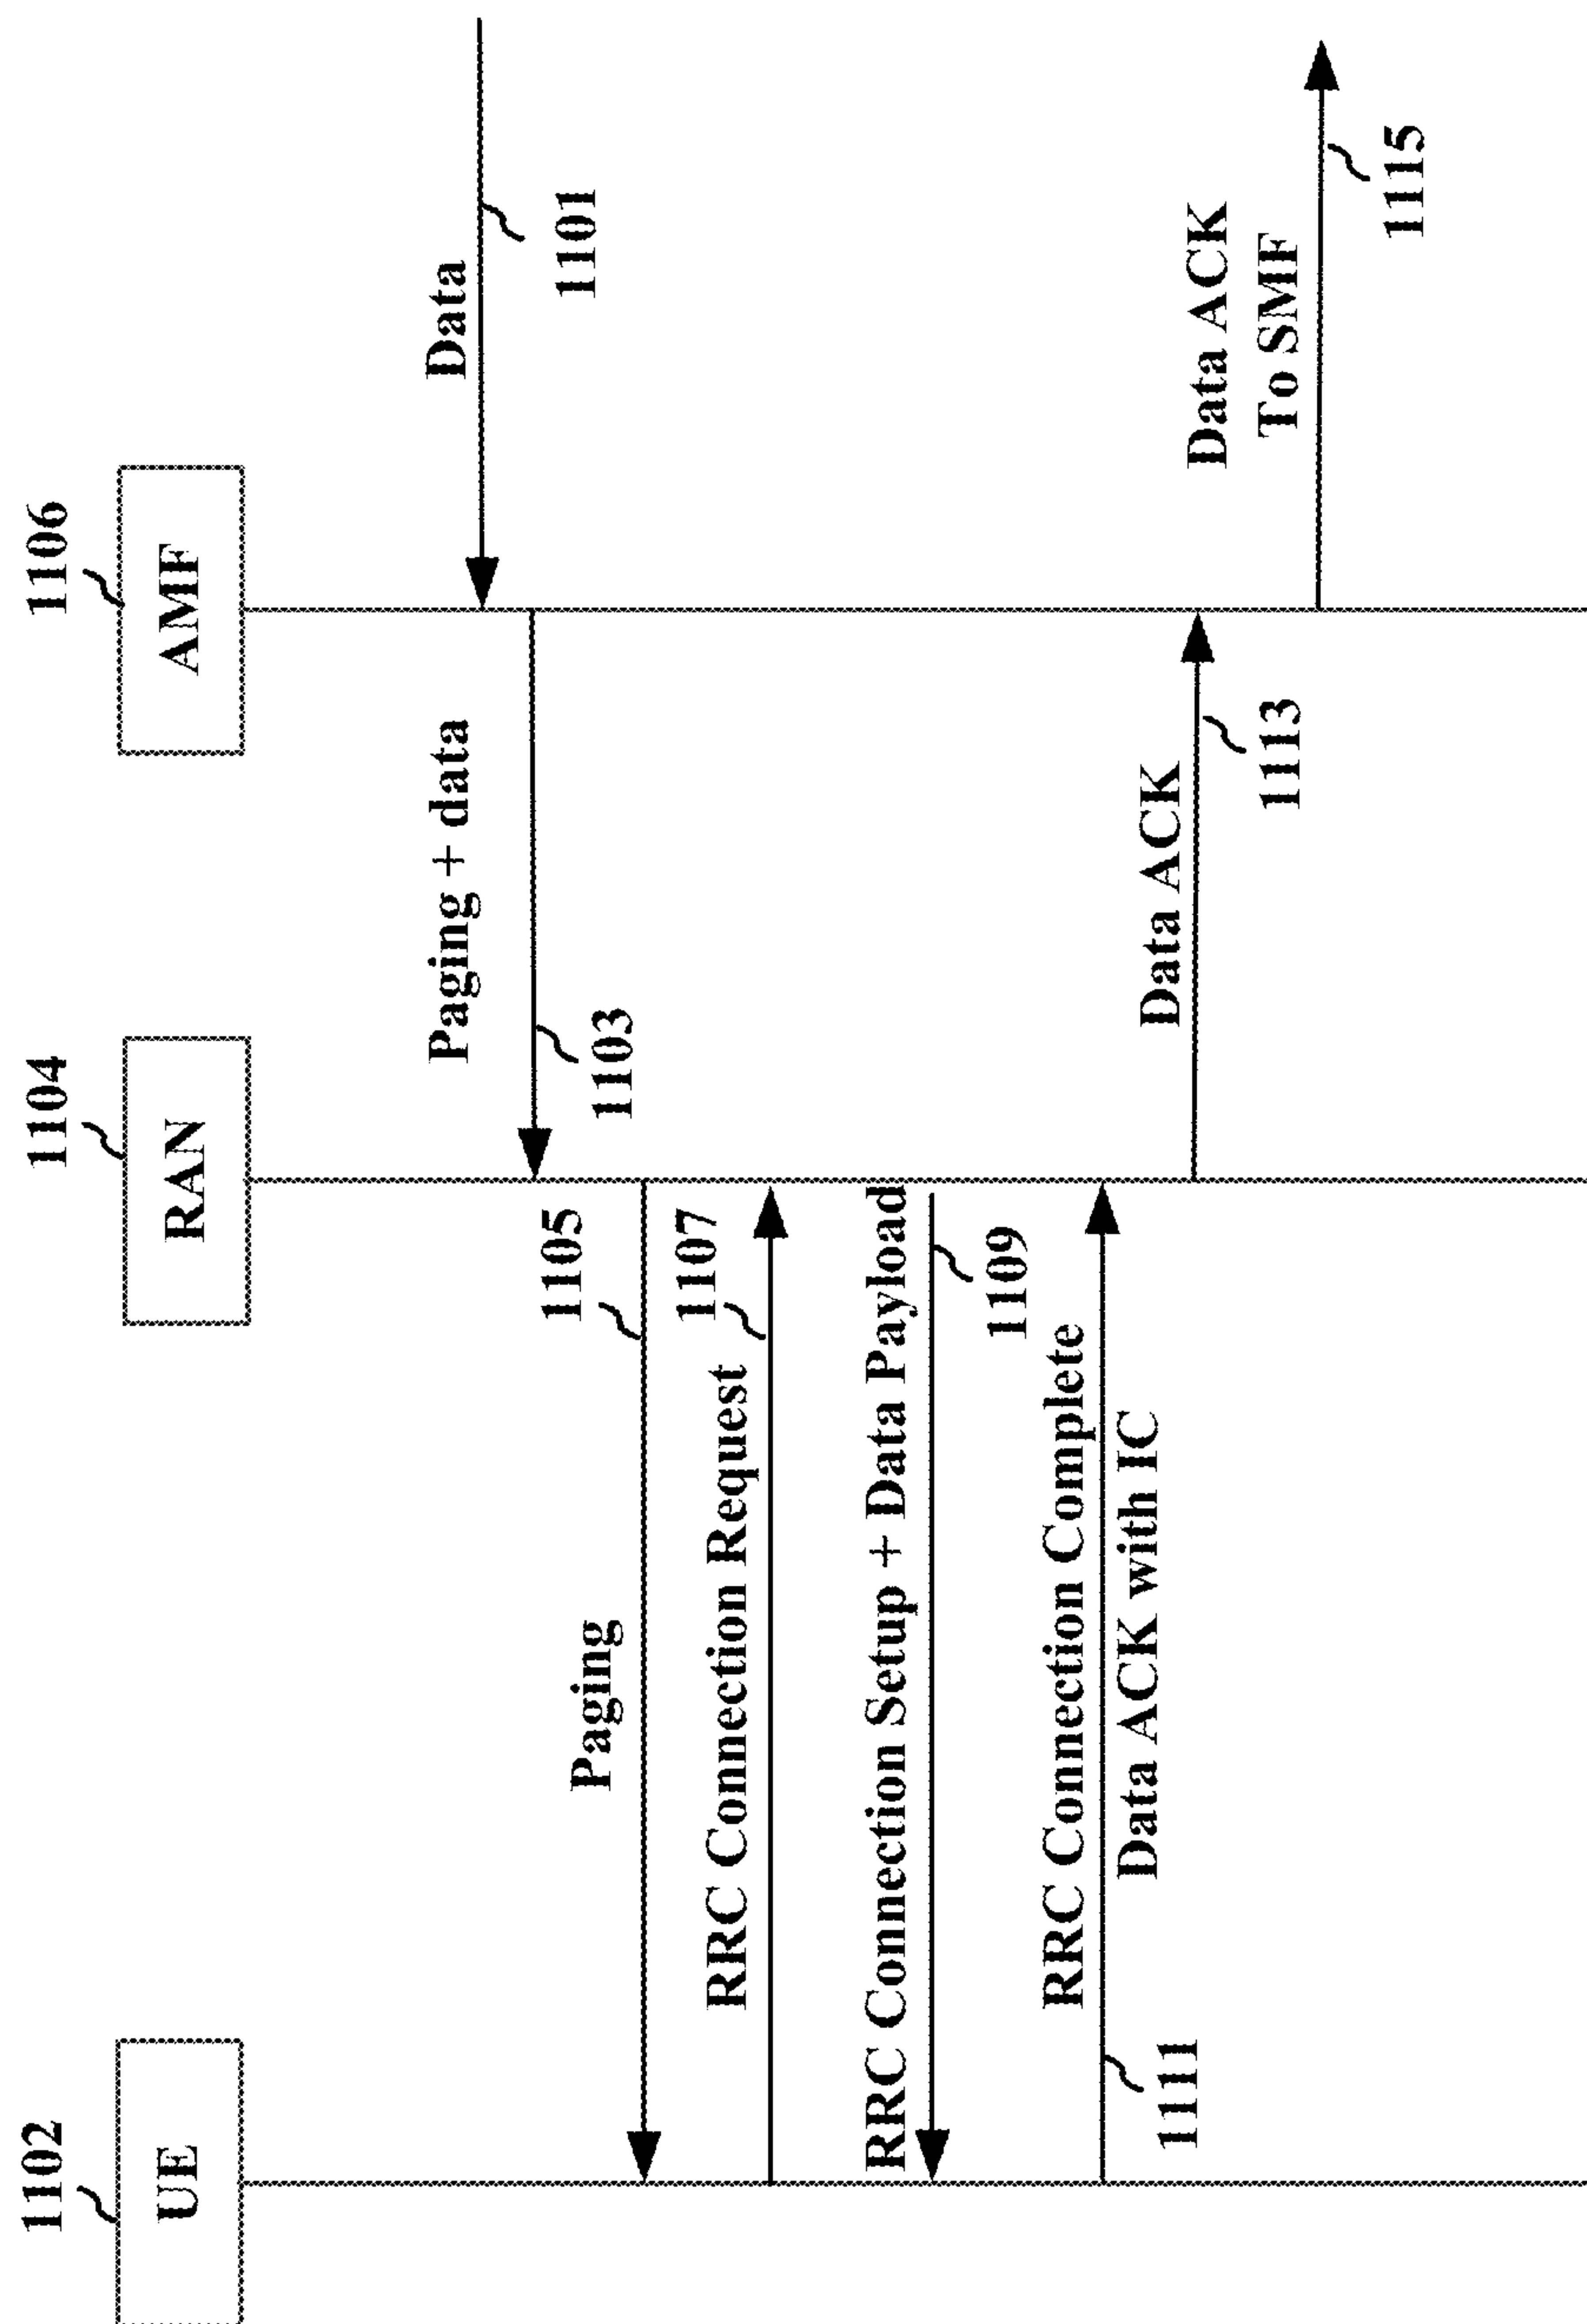 1102
UE
1104
RAN
1106
AMF
Data
1101
Paging + data
1103
1105
Paging
1107
RRC Connection Request
RRC Connection Setup + Data Payload
1109
RRC Connection Complete
Data ACK with IC
1111
Data ACK
1113
Data ACK
To SMF
1115